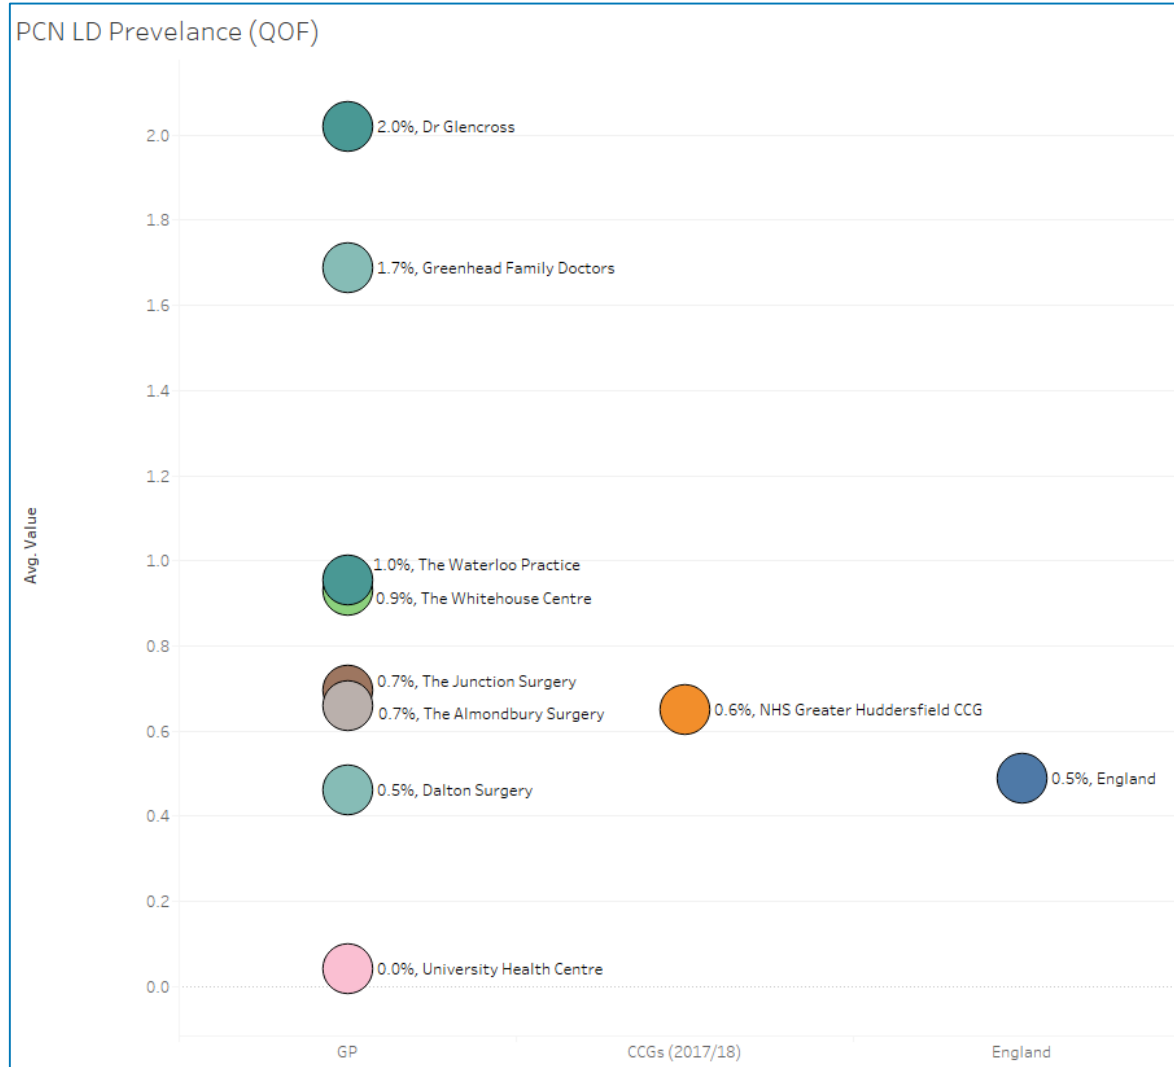 PCN LD Prevelance (QOF)
Avg. Value
2.0
1.8
1.6
1.4
1.2
1.0
0.8
0.6
0.4
0.2
0.0
2.0%, Dr Glencross
1.7%, Greenhead Family Doctors
1.0%, The Waterloo Practice
0.9%, The Whitehouse Centre
0.7%, The Junction Surgery
0.7%, The Almondbury Surgery
0.6%, NHS Greater Huddersfield CCG
0.5%, England
0.5%, Dalton Surgery
0.0%, University Health Centre
GP
CCGs (2017/18)
England